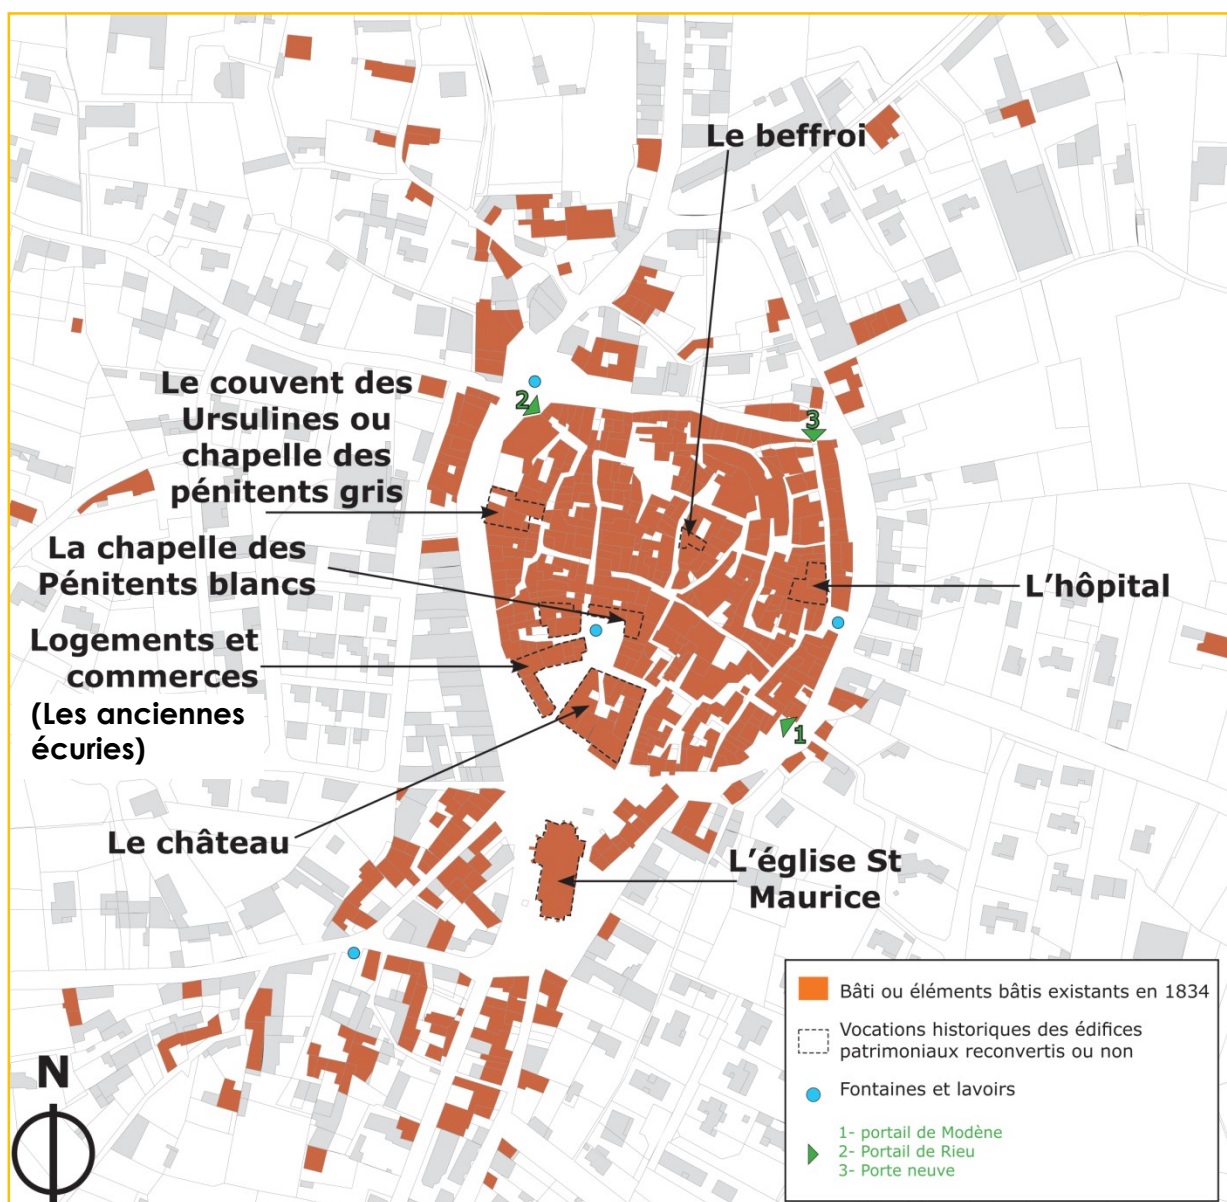 Le beffroi
Le couvent des
Ursulines ou
chapelle des
pénitents gris
2
3
La chapelle des
Pénitents blancs
L'hôpital
Logements et
commerces
(Les anciennes
écuries)
1
Le château
L'église St
Maurice
N
Bâti ou éléments bâtis existants en 1834
Vocations historiques des édifices
patrimoniaux reconvertis ou non
Fontaines et lavoirs
1- portail de Modène
2- Portail de Rieu
3- Porte neuve